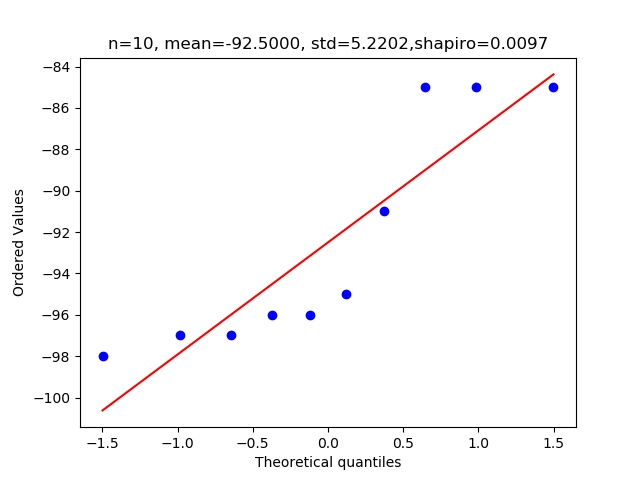 n=10, mean=-92.5000, std=5.2202,shapiro=0.0097
−84
−86
−88
−90
−92
−94
−96
−98
−100
Ordered Values
−1.5 −1.0 −0.5 0.0 0.5 1.0 1.5
Theoretical quantiles